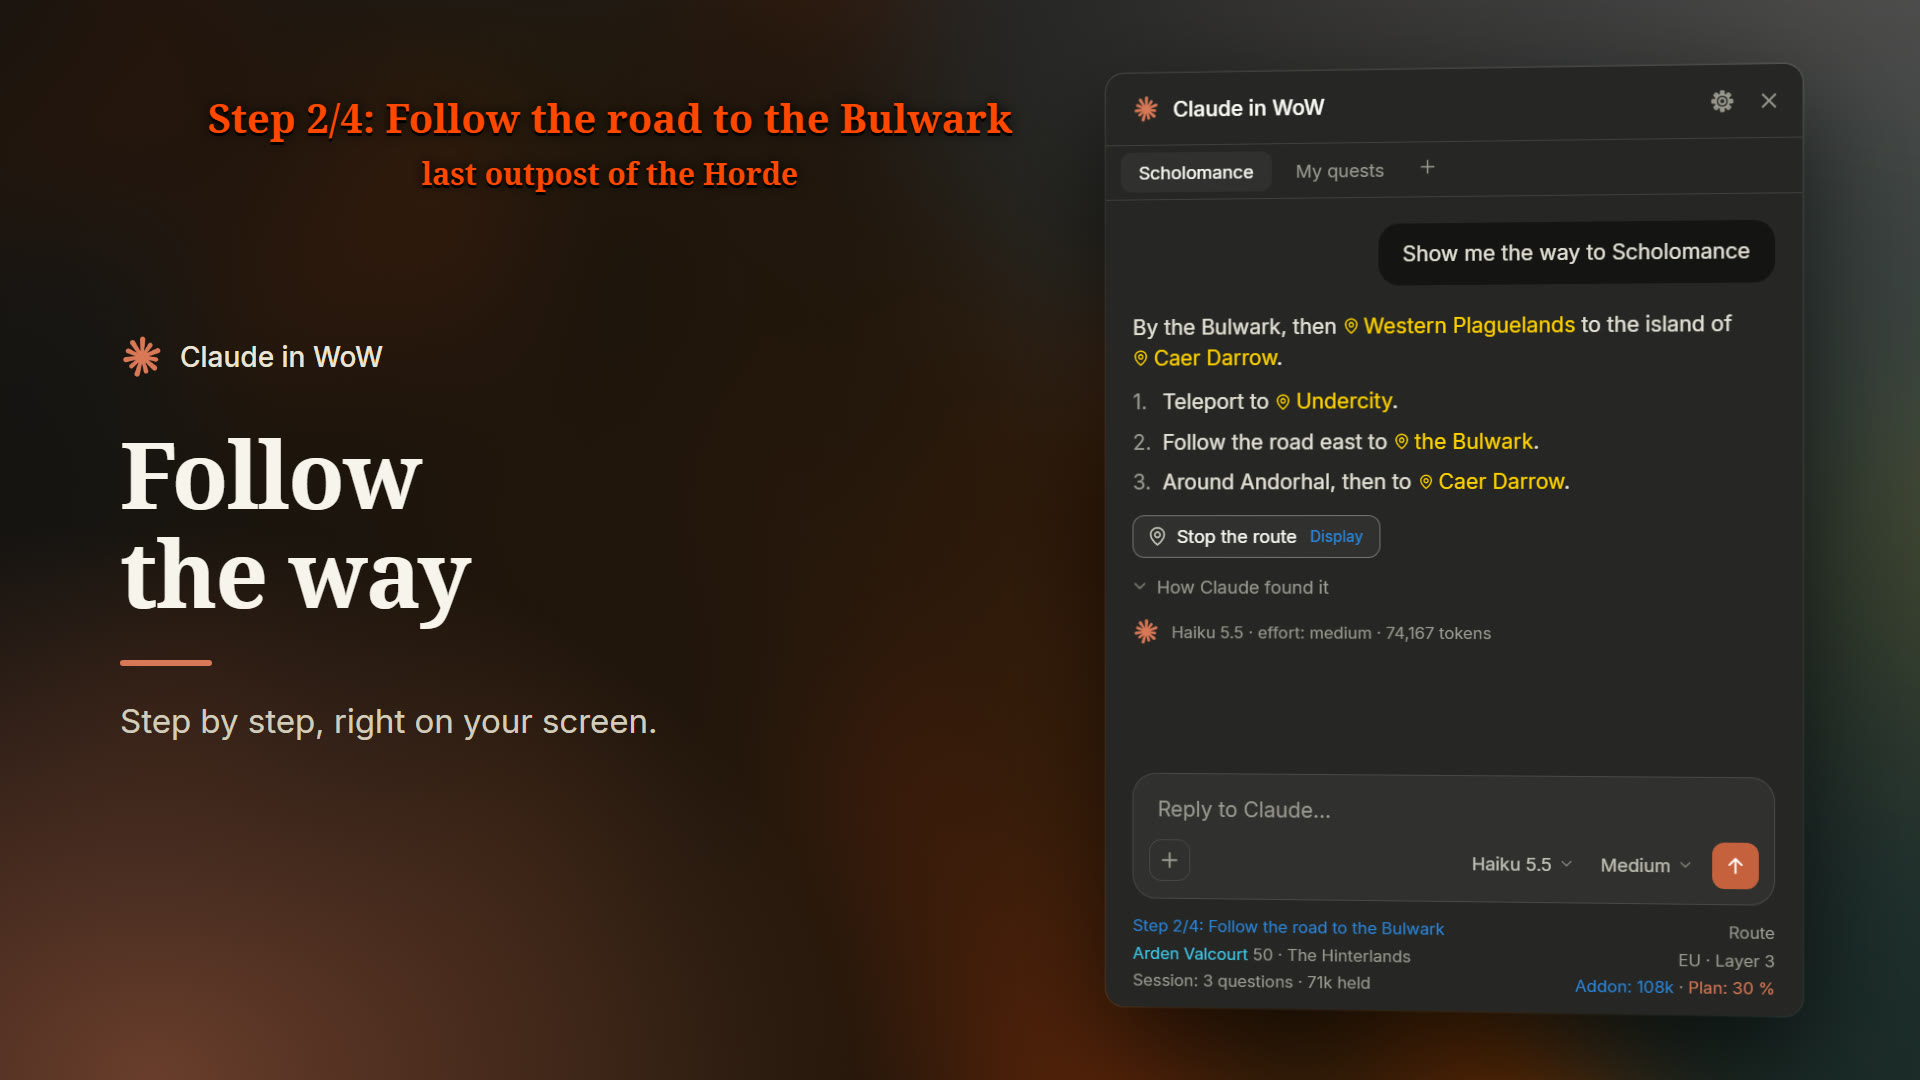 Step 2/4: Follow the road to the Bulwark
last outpost of the Horde
Claude in WoW
Follow
the way
Step by step, right on your screen.
Claude in WoW
Scholomance
My quests
Show me the way to Scholomance
By the Bulwark, then Western Plaguelands to the island of
Caer Darrow.
1. Teleport to Undercity.
2. Follow the road east to the Bulwark.
3. Around Andorhal, then to Caer Darrow.
Stop the route Display
How Claude found it
Haiku 5.5 · effort: medium · 74,167 tokens
Reply to Claude...
Haiku 5.5
Medium
Step 2/4: Follow the road to the Bulwark
Route
Arden Valcourt 50 · The Hinterlands
EU · Layer 3
Session: 3 questions · 71k held
Addon: 108k · Plan: 30 %